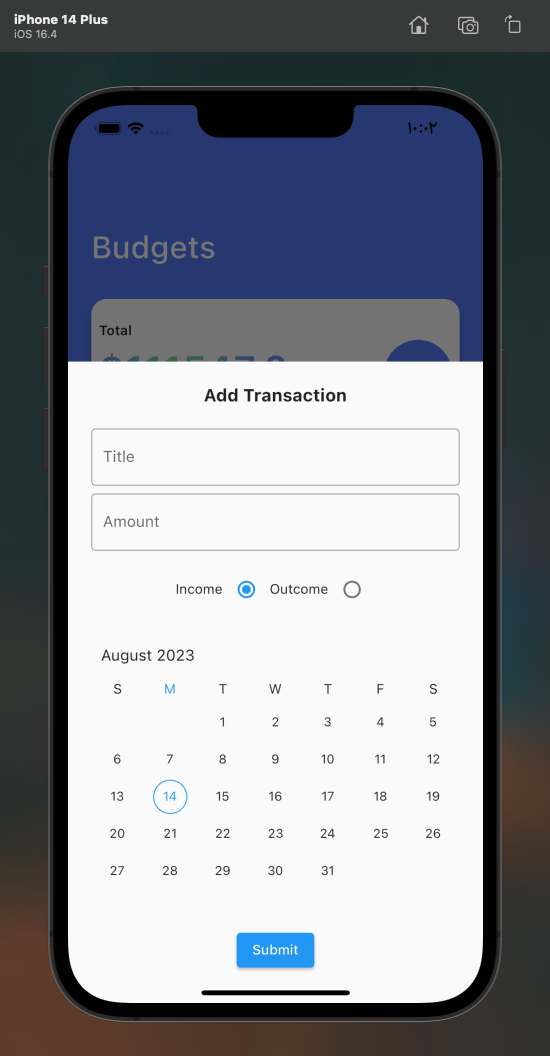 iPhone 14 Plus
iOS 16.4
١٠:٠٢
Budgets
Total
Add Transaction
Title
Amount
Income Outcome
August 2023
S M T W T F S
1 2 3 4 5
6 7 8 9 10 11 12
13 14 15 16 17 18 19
20 21 22 23 24 25 26
27 28 29 30 31
Submit